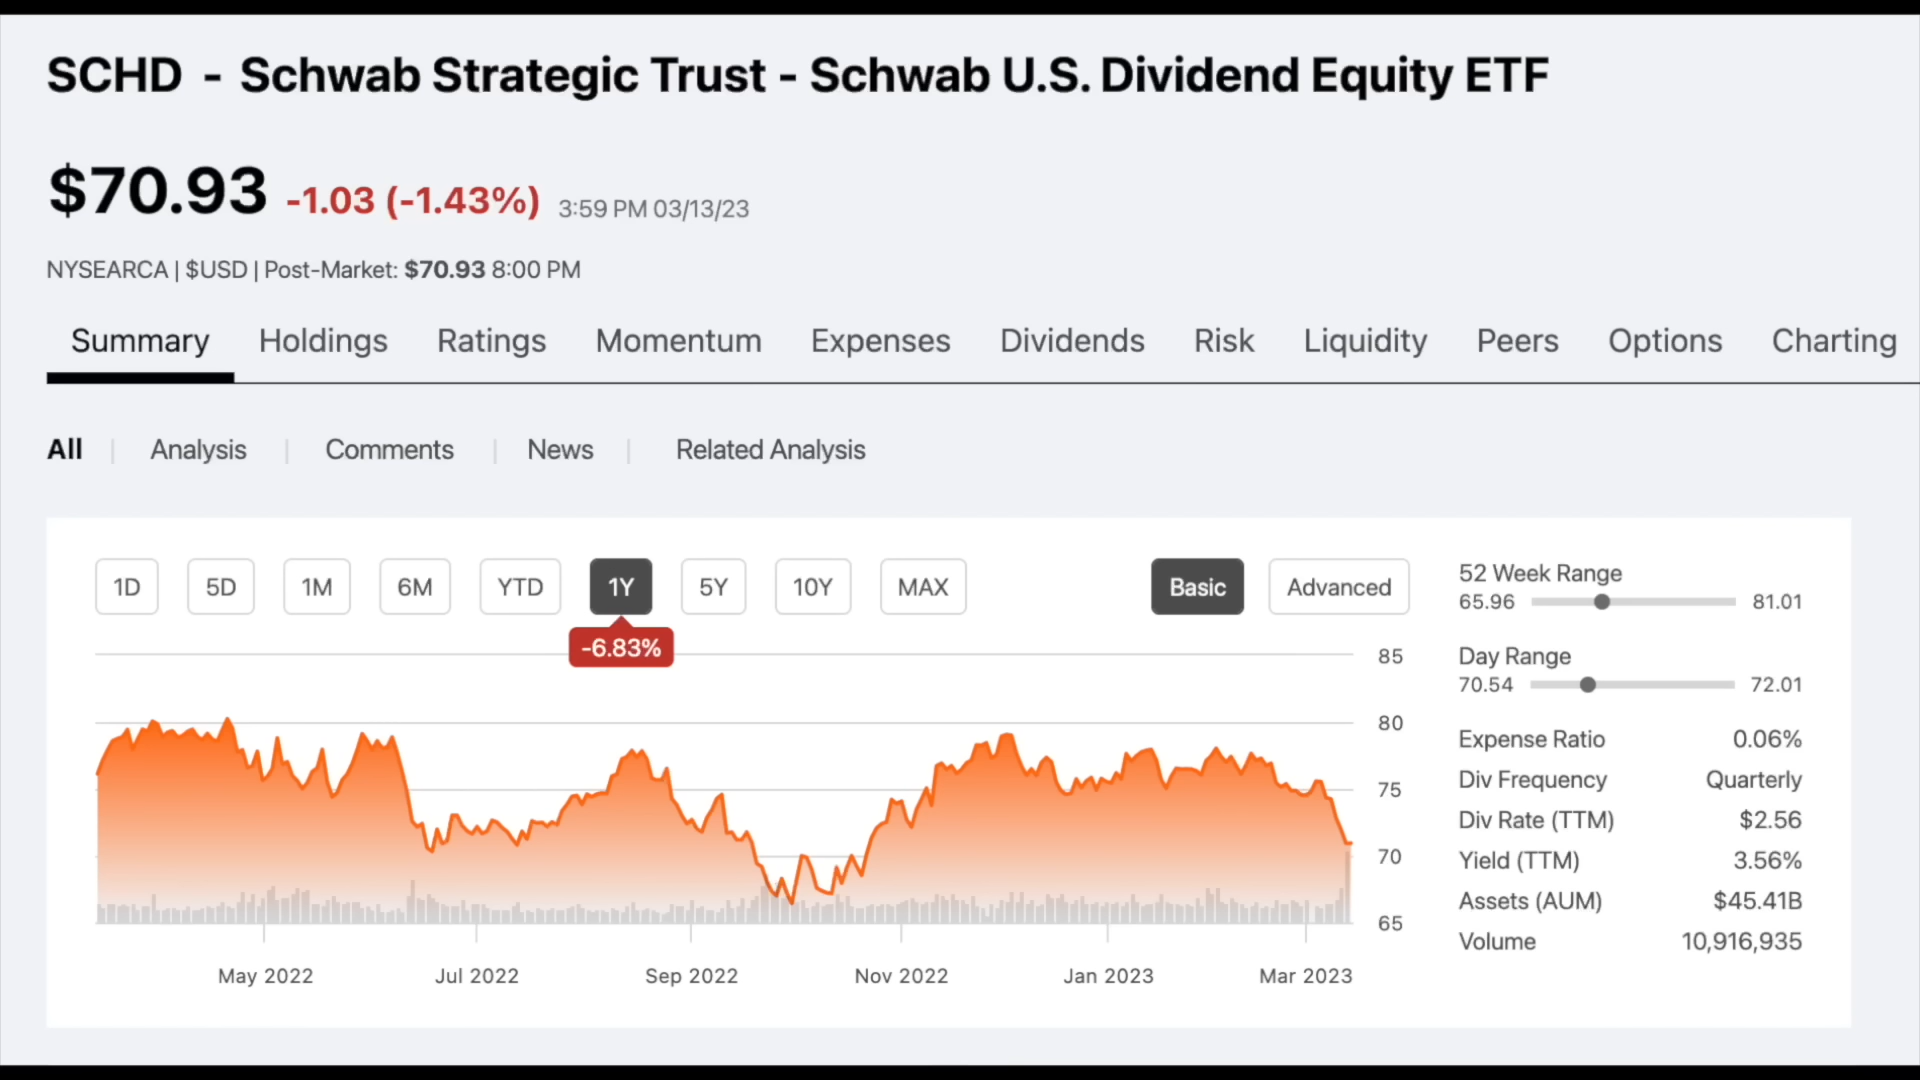 SCHD - Schwab Strategic Trust - Schwab U.S. Dividend Equity ETF
$70.93 -1.03 (-1.43%) 3:59 PM 03/13/23
NYSEARCA | $USD | Post-Market: $70.93 8:00 PM
Summary Holdings Ratings Momentum Expenses Dividends Risk Liquidity Peers Options Charting
All | Analysis | Comments | News | Related Analysis
1D 5D 1M 6M YTD 1Y 5Y 10Y MAX Basic Advanced
-6.83%
85
80
75
70
65
May 2022 Jul 2022 Sep 2022 Nov 2022 Jan 2023 Mar 2023
52 Week Range
65.96 81.01
Day Range
70.54 72.01
Expense Ratio 0.06%
Div Frequency Quarterly
Div Rate (TTM) $2.56
Yield (TTM) 3.56%
Assets (AUM) $45.41B
Volume 10,916,935